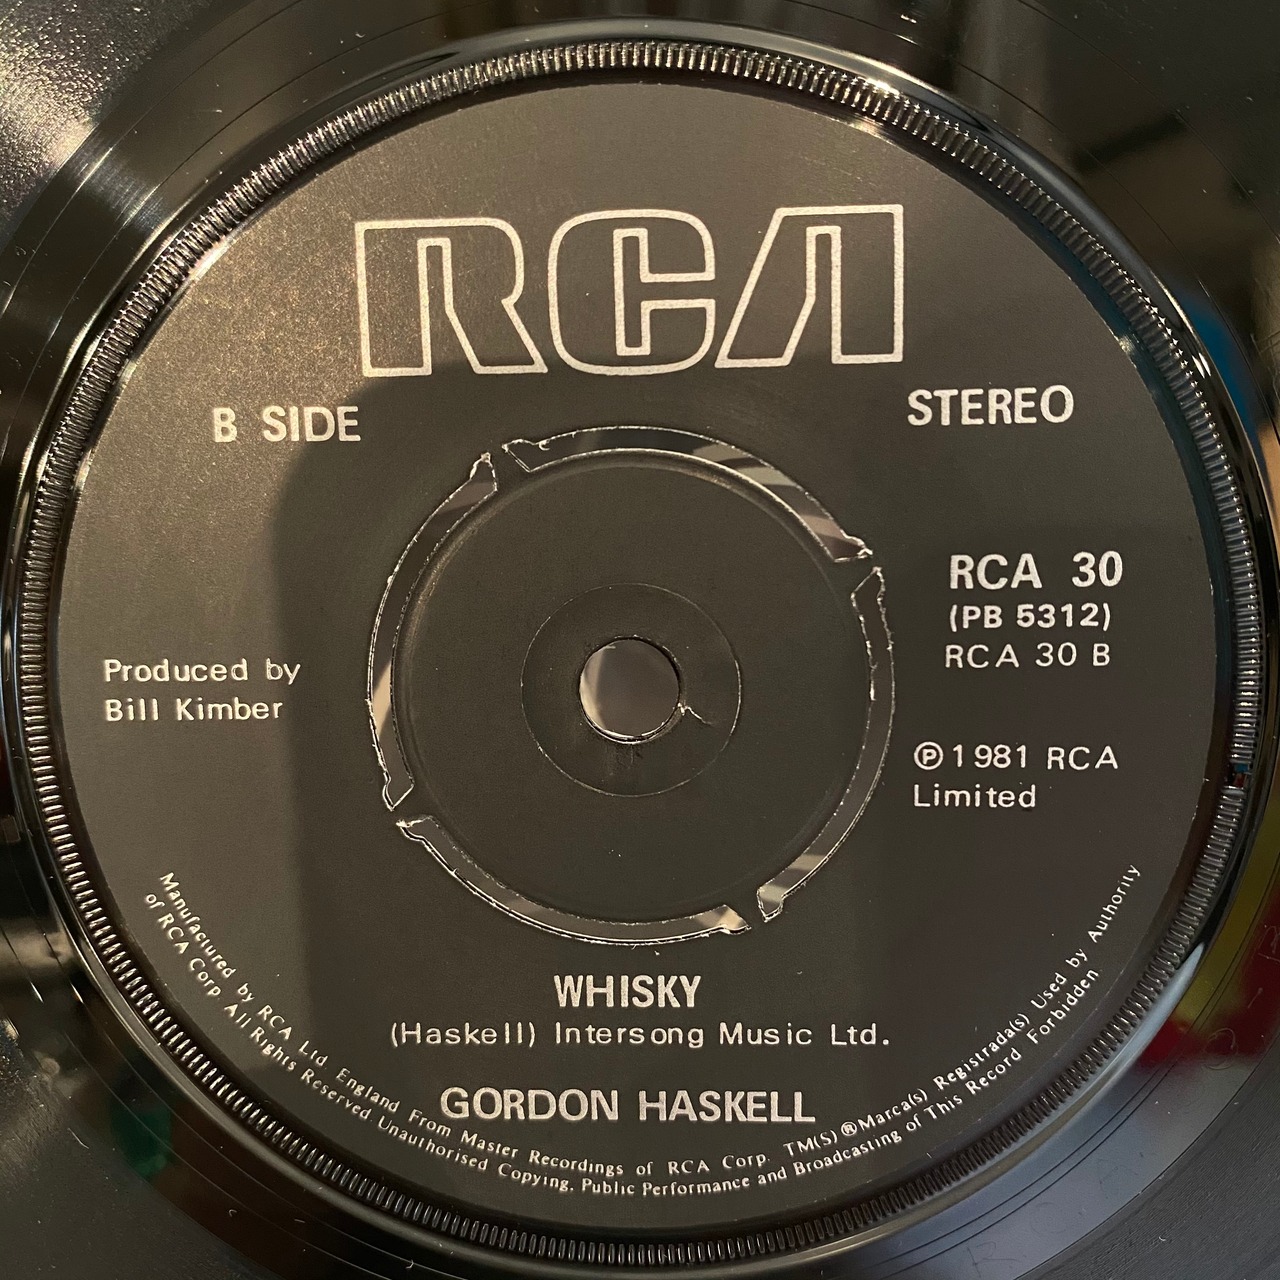 RCA
B SIDE
STEREO
RCA 30
(PB 5312)
RCA 30 B
Produced by
Bill Kimber
℗1981 RCA
Limited
WHISKY
(Haskell) Intersong Music Ltd.
GORDON HASKELL
Manufactured by RCA Ltd. England From Master Recordings of RCA Corp. TM(S) ®Marca(s) Registrada(s) Used by Authority
of RCA Corp All Rights Reserved Unauthorised Copying, Public Performance and Broadcasting of This Record Forbidden